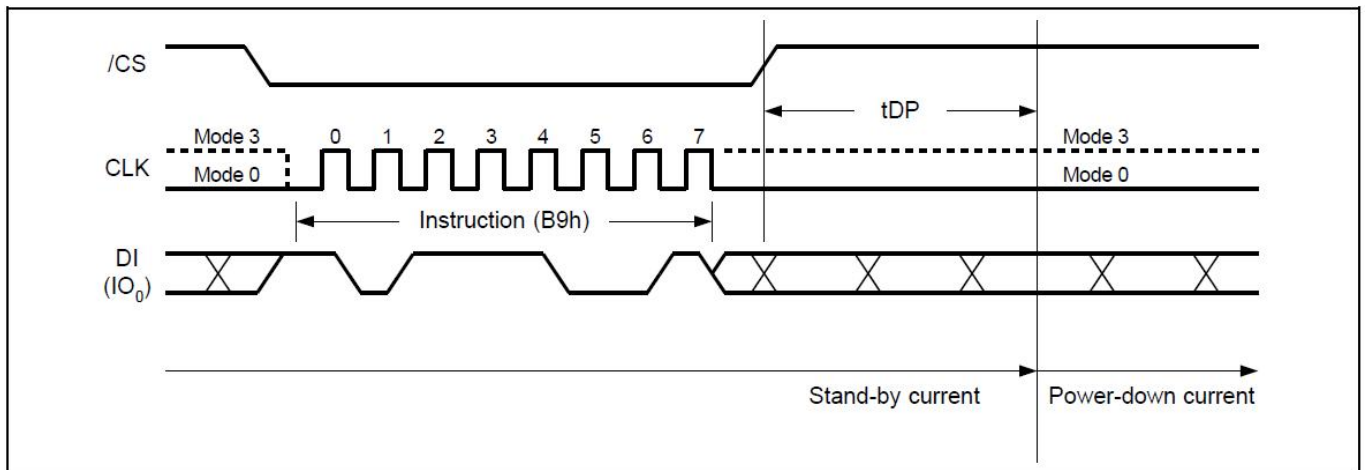 /CS
tDP
Mode 3
0 1 2 3 4 5 6 7
Mode 3
CLK
Mode 0
Mode 0
Instruction (B9h)
DI
(IO₀)
Stand-by current
Power-down current